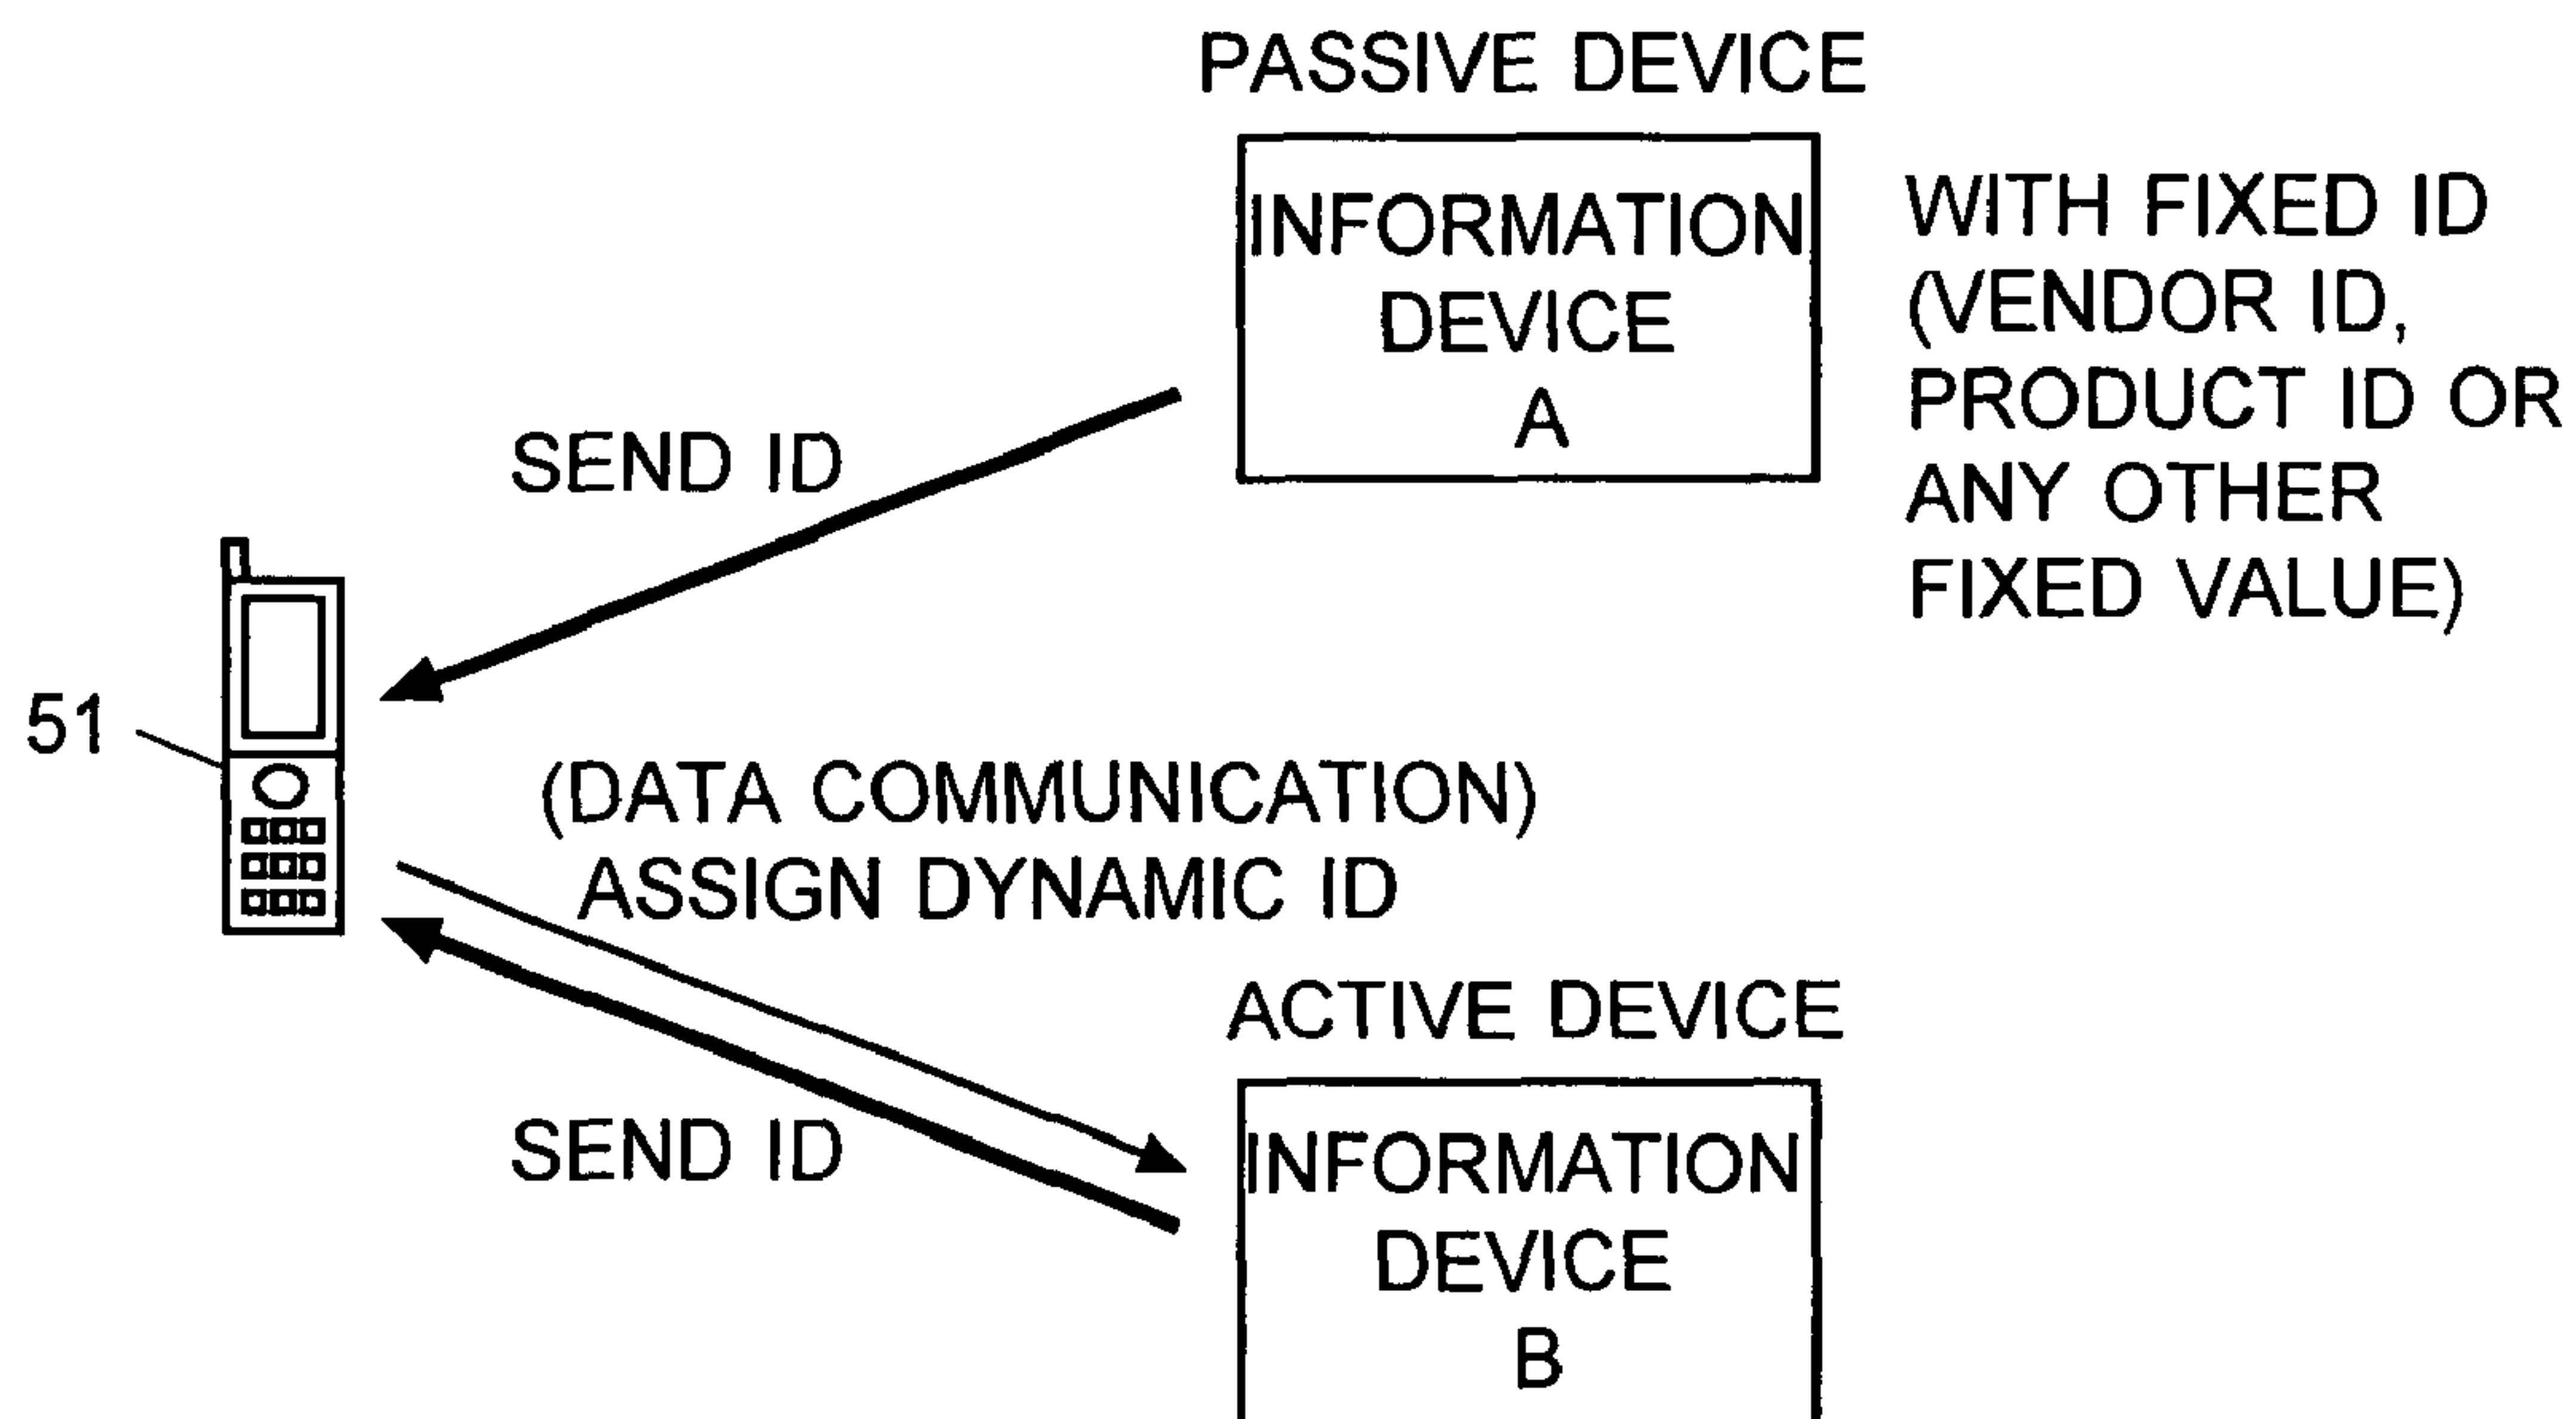 PASSIVE DEVICE
INFORMATION
DEVICE
A
WITH FIXED ID
(VENDOR ID,
PRODUCT ID OR
ANY OTHER
FIXED VALUE)
SEND ID
51
(DATA COMMUNICATION)
ASSIGN DYNAMIC ID
SEND ID
ACTIVE DEVICE
INFORMATION
DEVICE
B